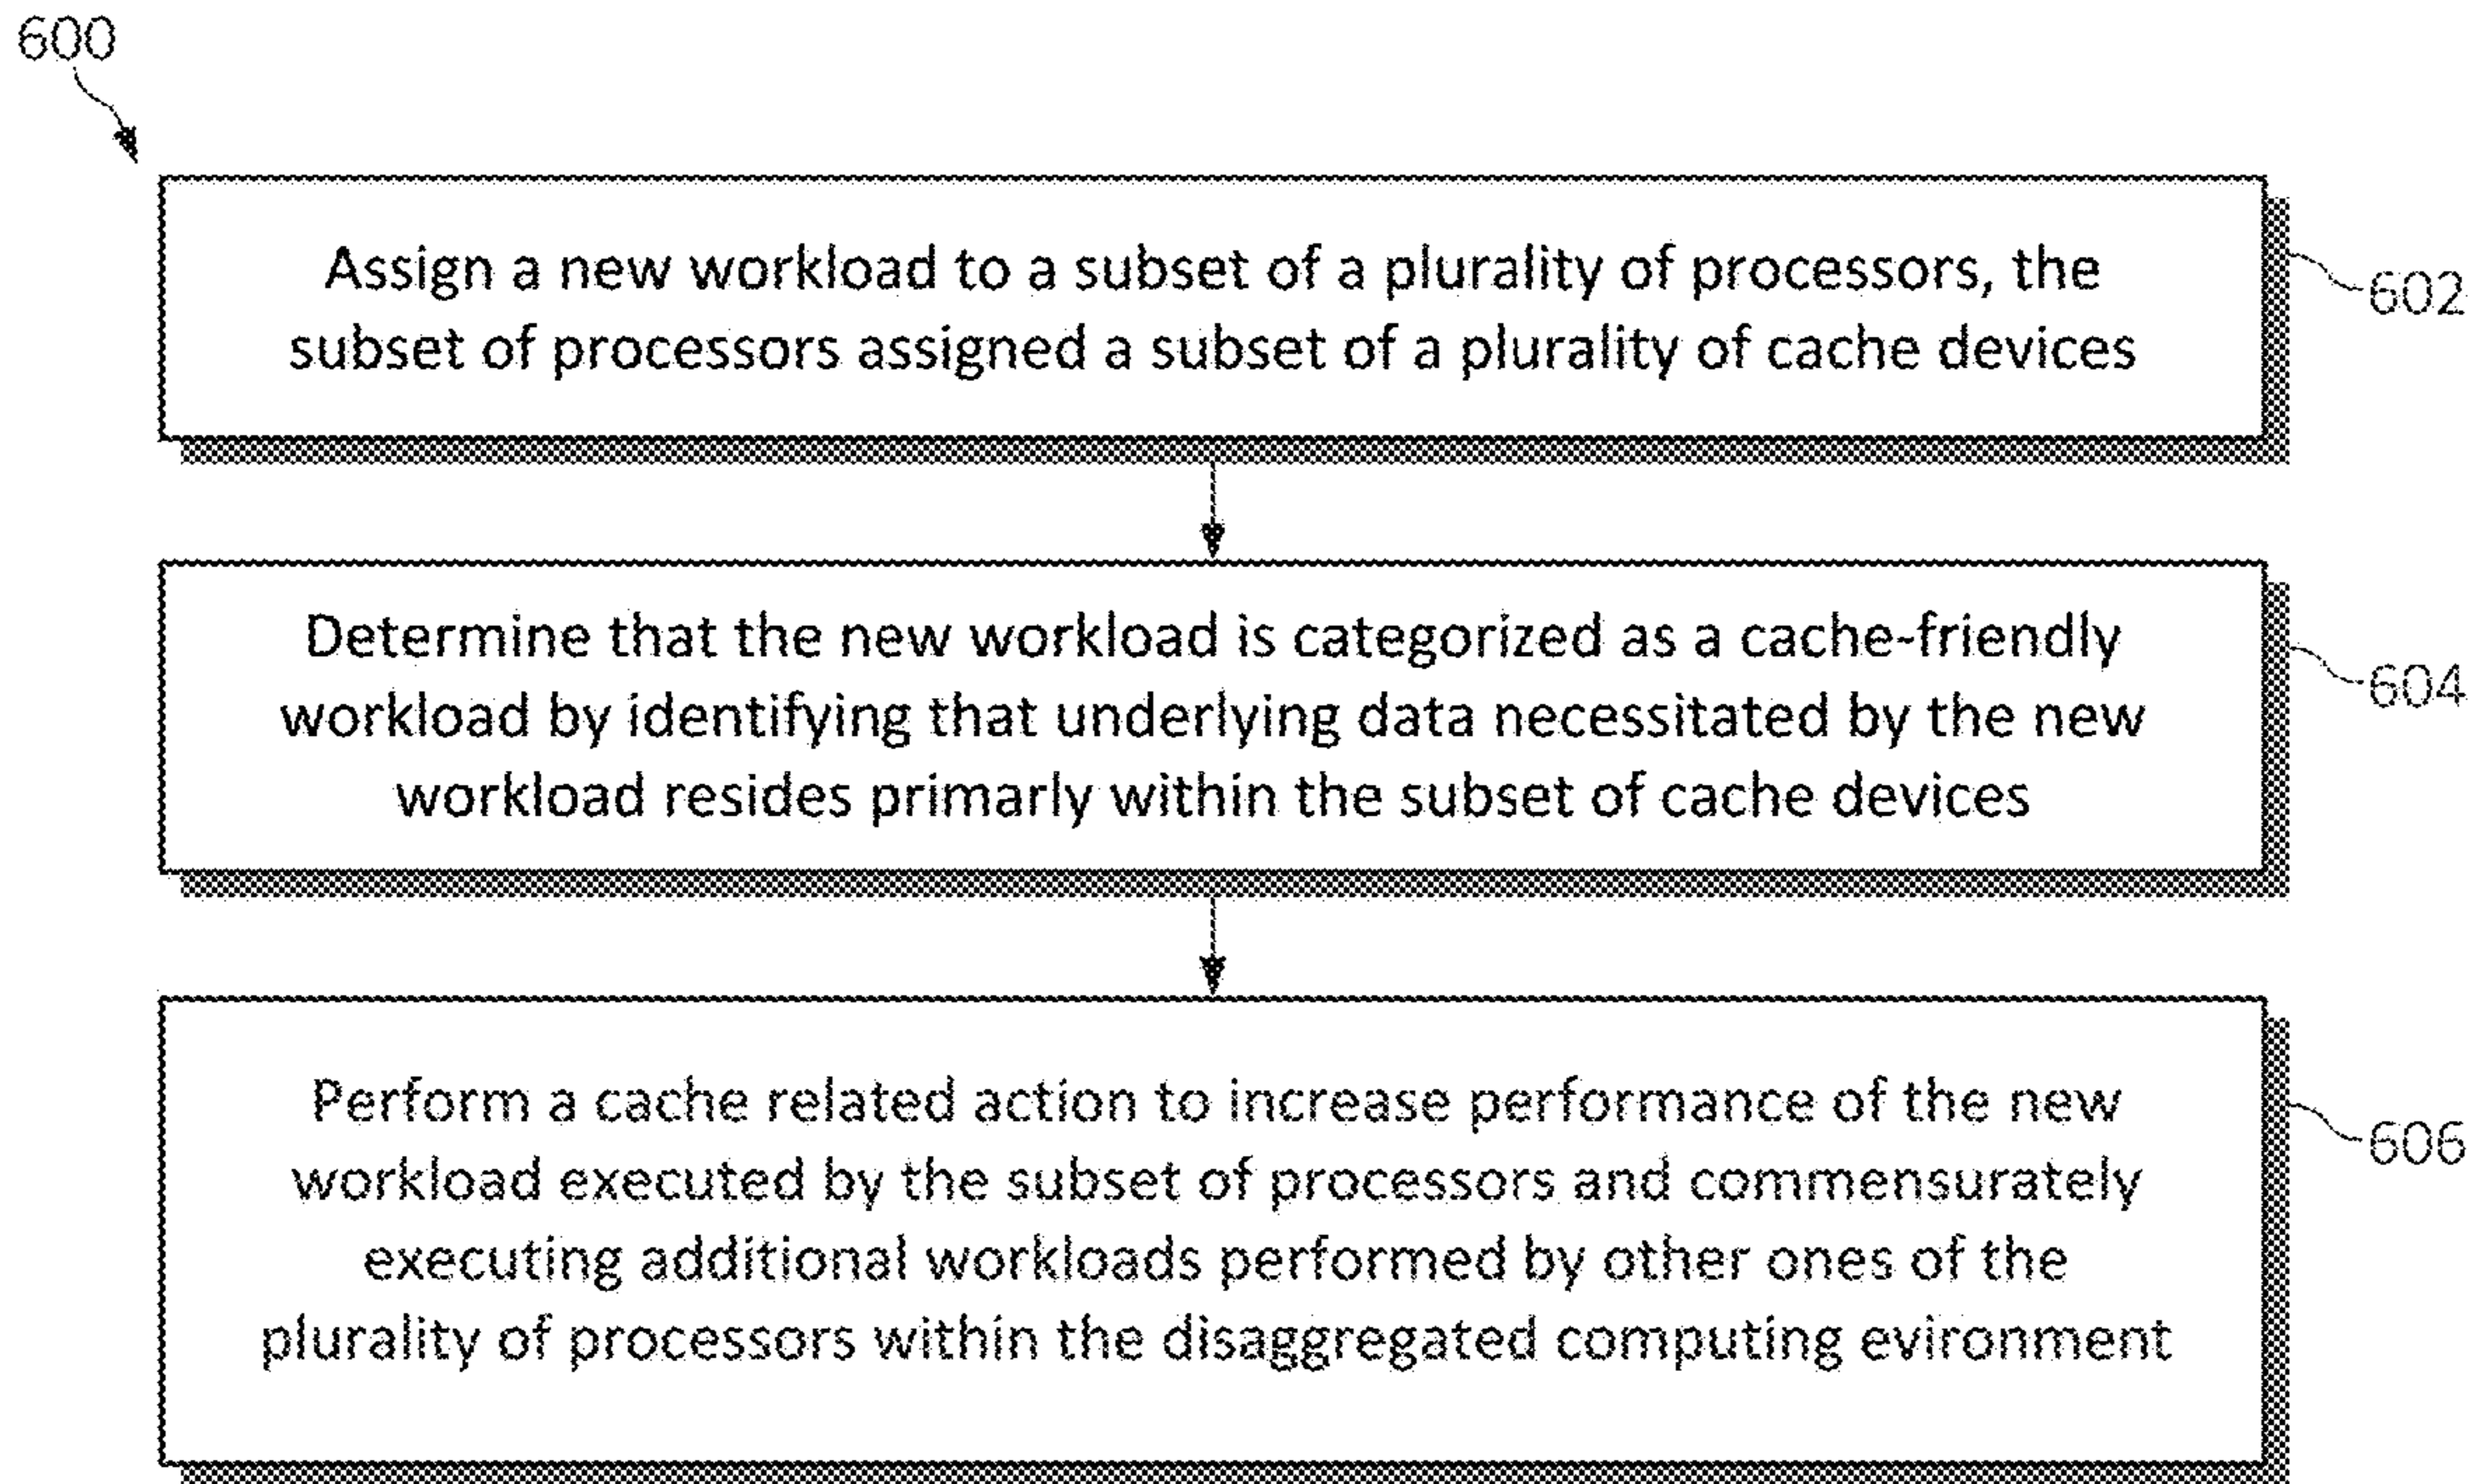 600
Assign a new workload to a subset of a plurality of processors, the
subset of processors assigned a subset of a plurality of cache devices
602
Determine that the new workload is categorized as a cache-friendly
workload by identifying that underlying data necessitated by the new
workload resides primarly within the subset of cache devices
604
Perform a cache related action to increase performance of the new
workload executed by the subset of processors and commensurately
executing additional workloads performed by other ones of the
plurality of processors within the disaggregated computing evironment
606